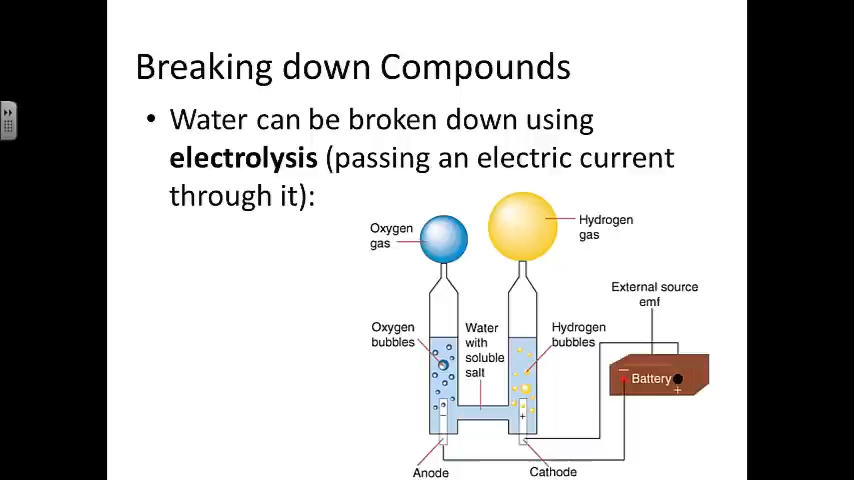 Breaking down Compounds
• Water can be broken down using
electrolysis (passing an electric current
through it):
Oxygen
gas
Hydrogen
gas
External source
emf
Oxygen
bubbles
Water
with
soluble
salt
Hydrogen
bubbles
−
Battery
+
−
+
Anode
Cathode